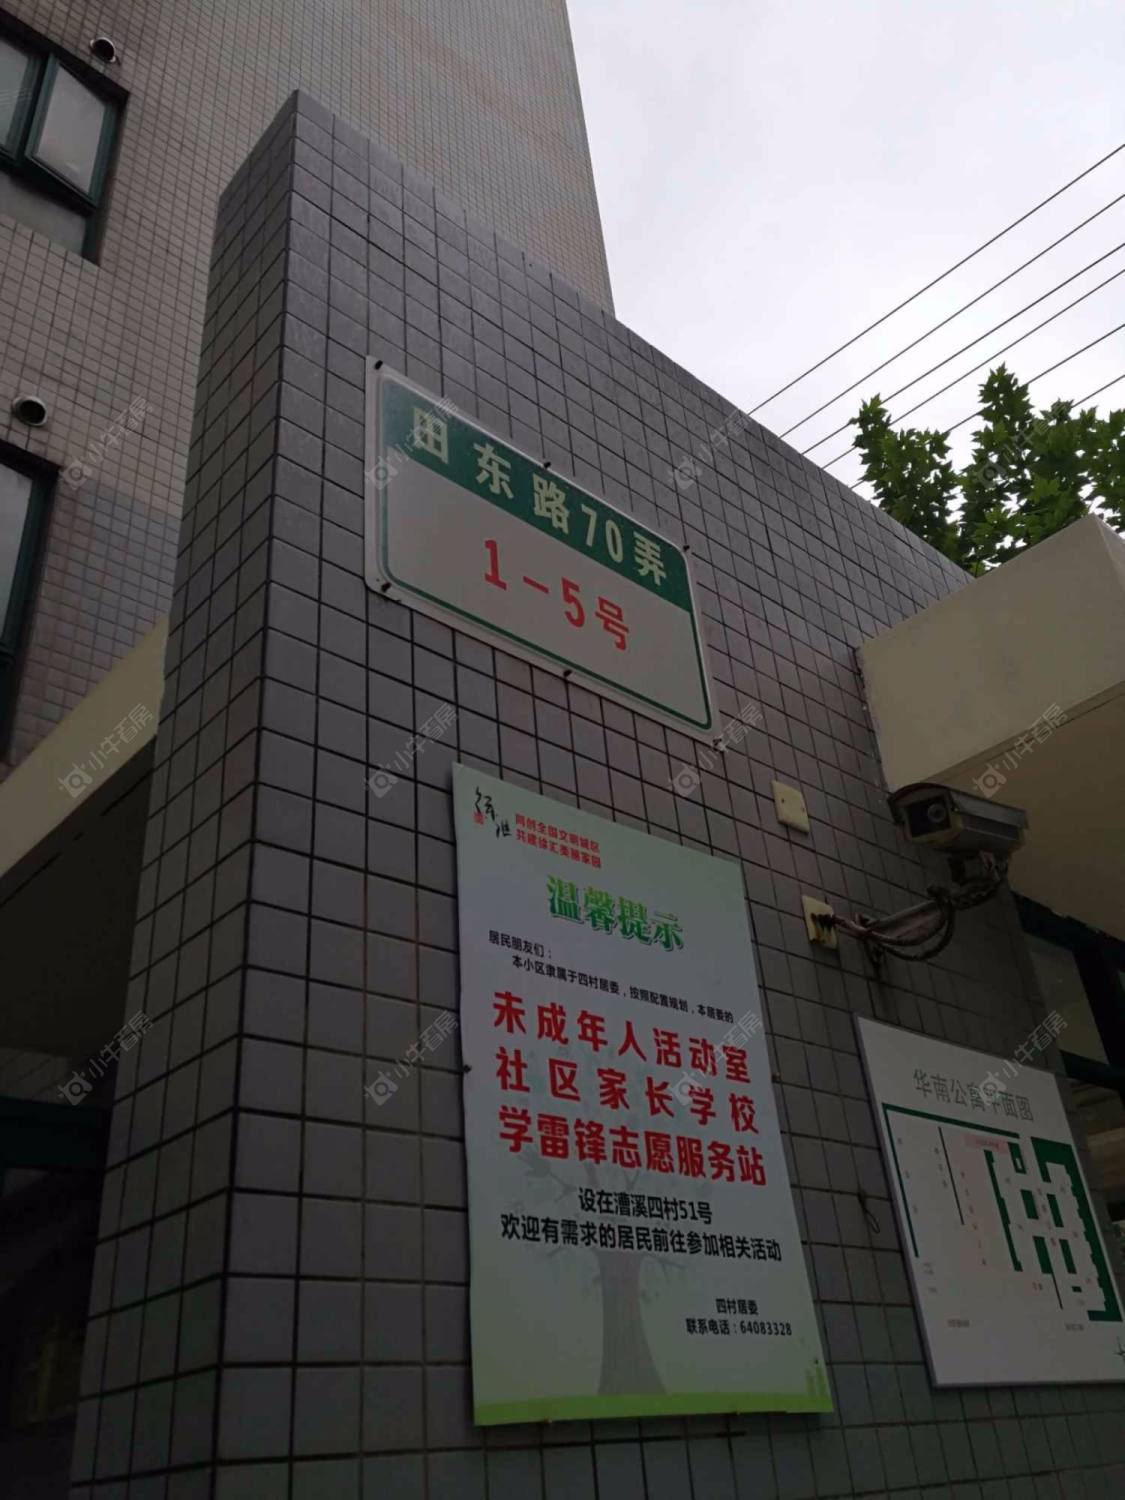 田东路70弄
1-5号
徐汇
同创全国文明城区
共建徐汇美丽家园
温馨提示
居民朋友们：
本小区隶属于四村居委，按照配置规划，本居委的
未成年人活动室
社区家长学校
学雷锋志愿服务站
设在漕溪四村51号
欢迎有需求的居民前往参加相关活动
四村居委
联系电话：64083328
华南公寓平面图
小牛看房